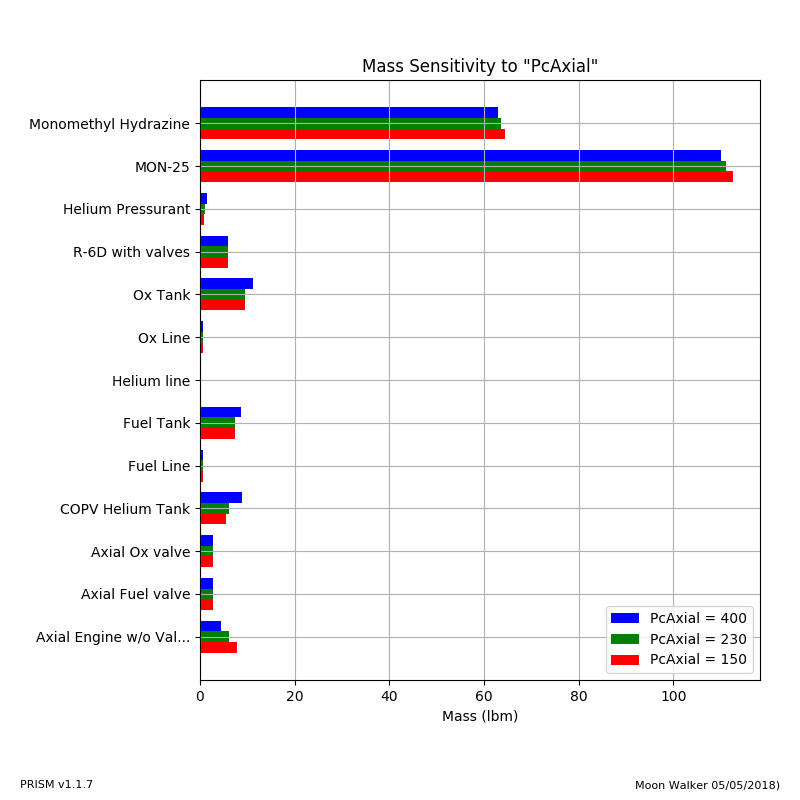 Mass Sensitivity to "PcAxial"
Monomethyl Hydrazine
MON-25
Helium Pressurant
R-6D with valves
Ox Tank
Ox Line
Helium line
Fuel Tank
Fuel Line
COPV Helium Tank
Axial Ox valve
Axial Fuel valve
Axial Engine w/o Val...
PcAxial = 400
PcAxial = 230
PcAxial = 150
0 20 40 60 80 100
Mass (lbm)
PRISM v1.1.7
Moon Walker 05/05/2018)